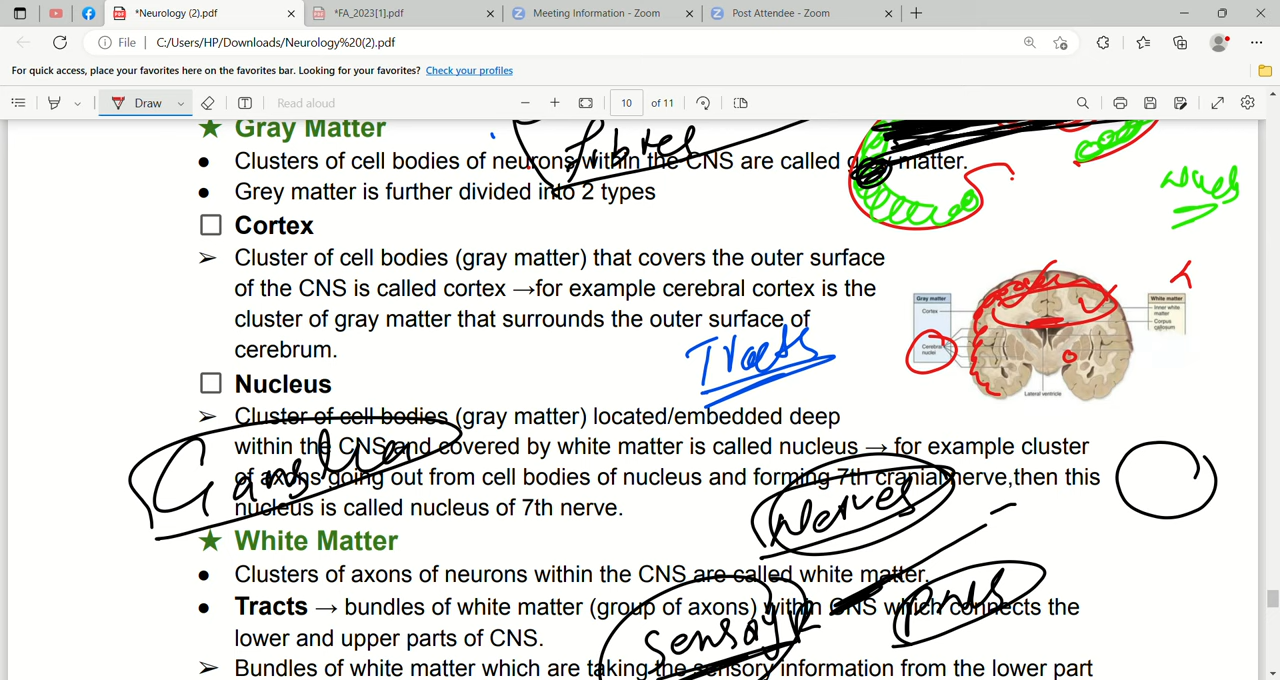 *Neurology (2).pdf
*FA_2023[1].pdf
Meeting Information - Zoom
Post Attendee - Zoom
File
C:/Users/HP/Downloads/Neurology%20(2).pdf
For quick access, place your favorites here on the favorites bar. Looking for your favorites? Check your profiles
Draw
Read aloud
10 of 11
★ Gray Matter
fibres
● Clusters of cell bodies of neurons within the CNS are called gray matter.
● Grey matter is further divided into 2 types
Cortex
➢ Cluster of cell bodies (gray matter) that covers the outer surface
of the CNS is called cortex →for example cerebral cortex is the
cluster of gray matter that surrounds the outer surface of
cerebrum.
Gray matter
Cortex
Cerebral
nuclei
White matter
Inner white
matter
Corpus
callosum
Lateral ventricle
Tracts
Nucleus
➢ Cluster of cell bodies (gray matter) located/embedded deep
within the CNS and covered by white matter is called nucleus → for example cluster
of axons going out from cell bodies of nucleus and forming 7th cranial nerve,then this
nucleus is called nucleus of 7th nerve.
Ganglion
Nerves
★ White Matter
● Clusters of axons of neurons within the CNS are called white matter.
● Tracts → bundles of white matter (group of axons) within CNS which connects the
lower and upper parts of CNS.
PNS
Sensory
➢ Bundles of white matter which are taking the sensory information from the lower part